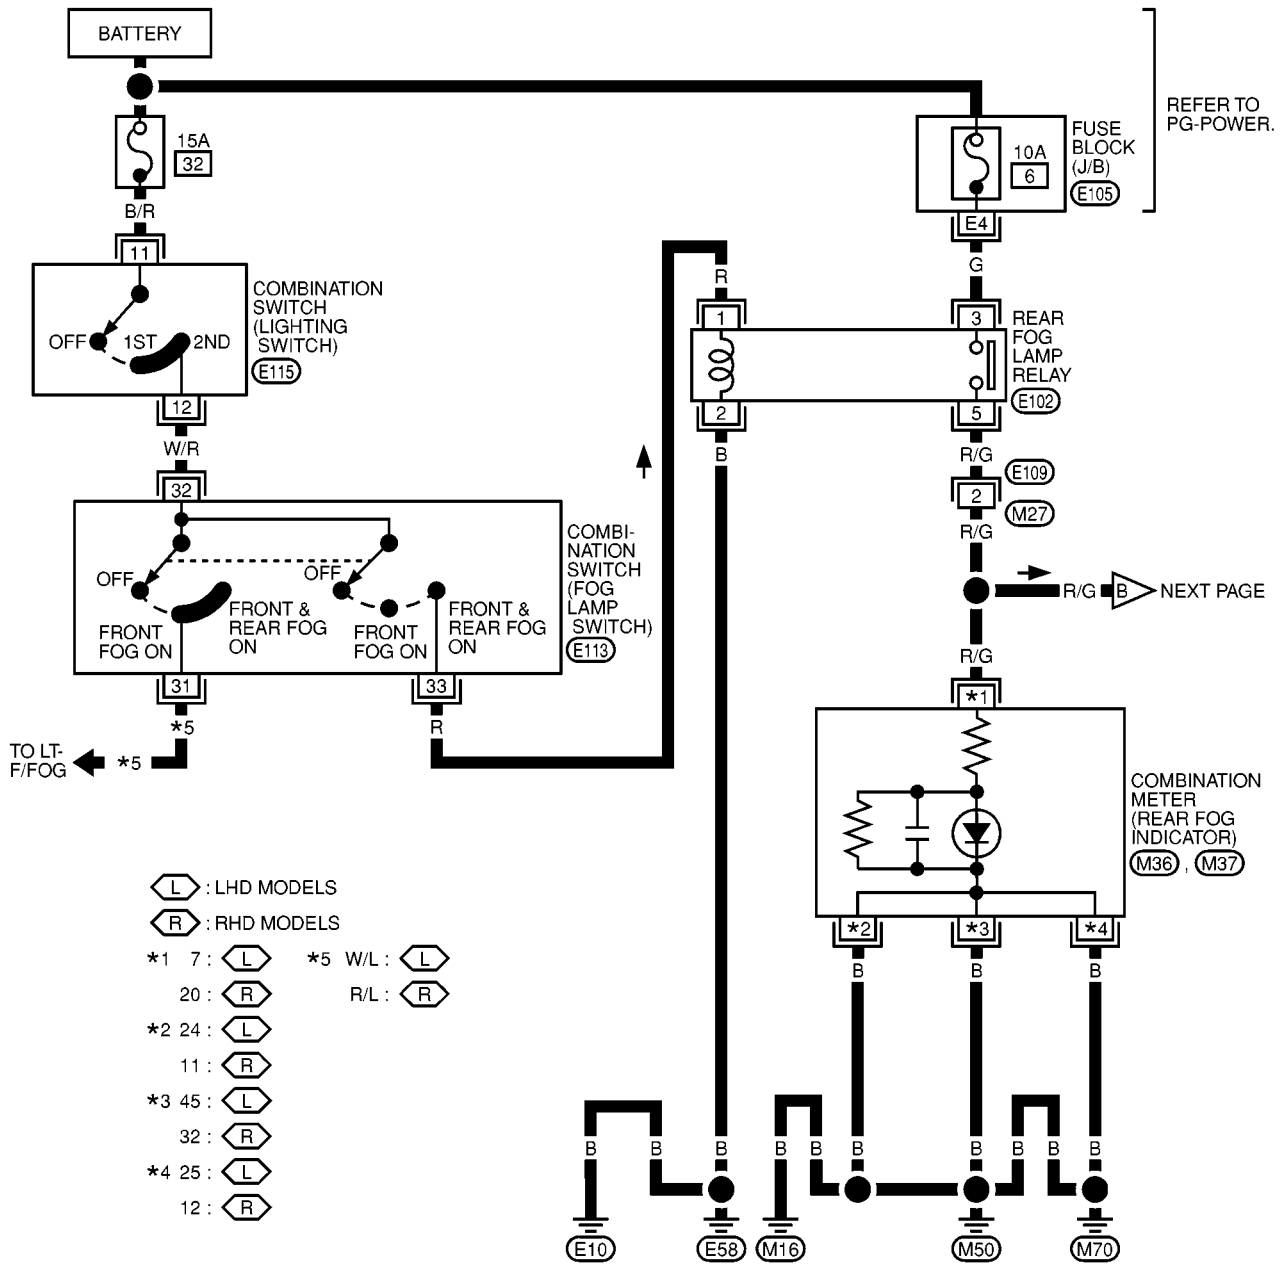 BATTERY
REFER TO
PG-POWER.
15A
32
FUSE
BLOCK
(J/B)
E105
10A
6
B/R
E4
11
G
COMBINATION
SWITCH
(LIGHTING
SWITCH)
E115
OFF
1ST
2ND
R
1
3
REAR
FOG
LAMP
RELAY
E102
12
2
5
W/R
B
R/G
E109
32
2
M27
R/G
COMBI-
NATION
SWITCH
(FOG
LAMP
SWITCH)
E113
OFF
OFF
FRONT
FOG ON
FRONT &
REAR FOG
ON
FRONT
FOG ON
FRONT &
REAR FOG
ON
R/G
B
NEXT PAGE
R/G
31
33
*1
*5
R
TO LT-
F/FOG
*5
COMBINATION
METER
(REAR FOG
INDICATOR)
M36 , M37
L : LHD MODELS
R : RHD MODELS
*1 7 : L
20 : R
*2 24 : L
11 : R
*3 45 : L
32 : R
*4 25 : L
12 : R
*5 W/L : L
R/L : R
*2
*3
*4
B
B
B
B
B
B
B
B
B
B
B
B
E10
E58
M16
M50
M70